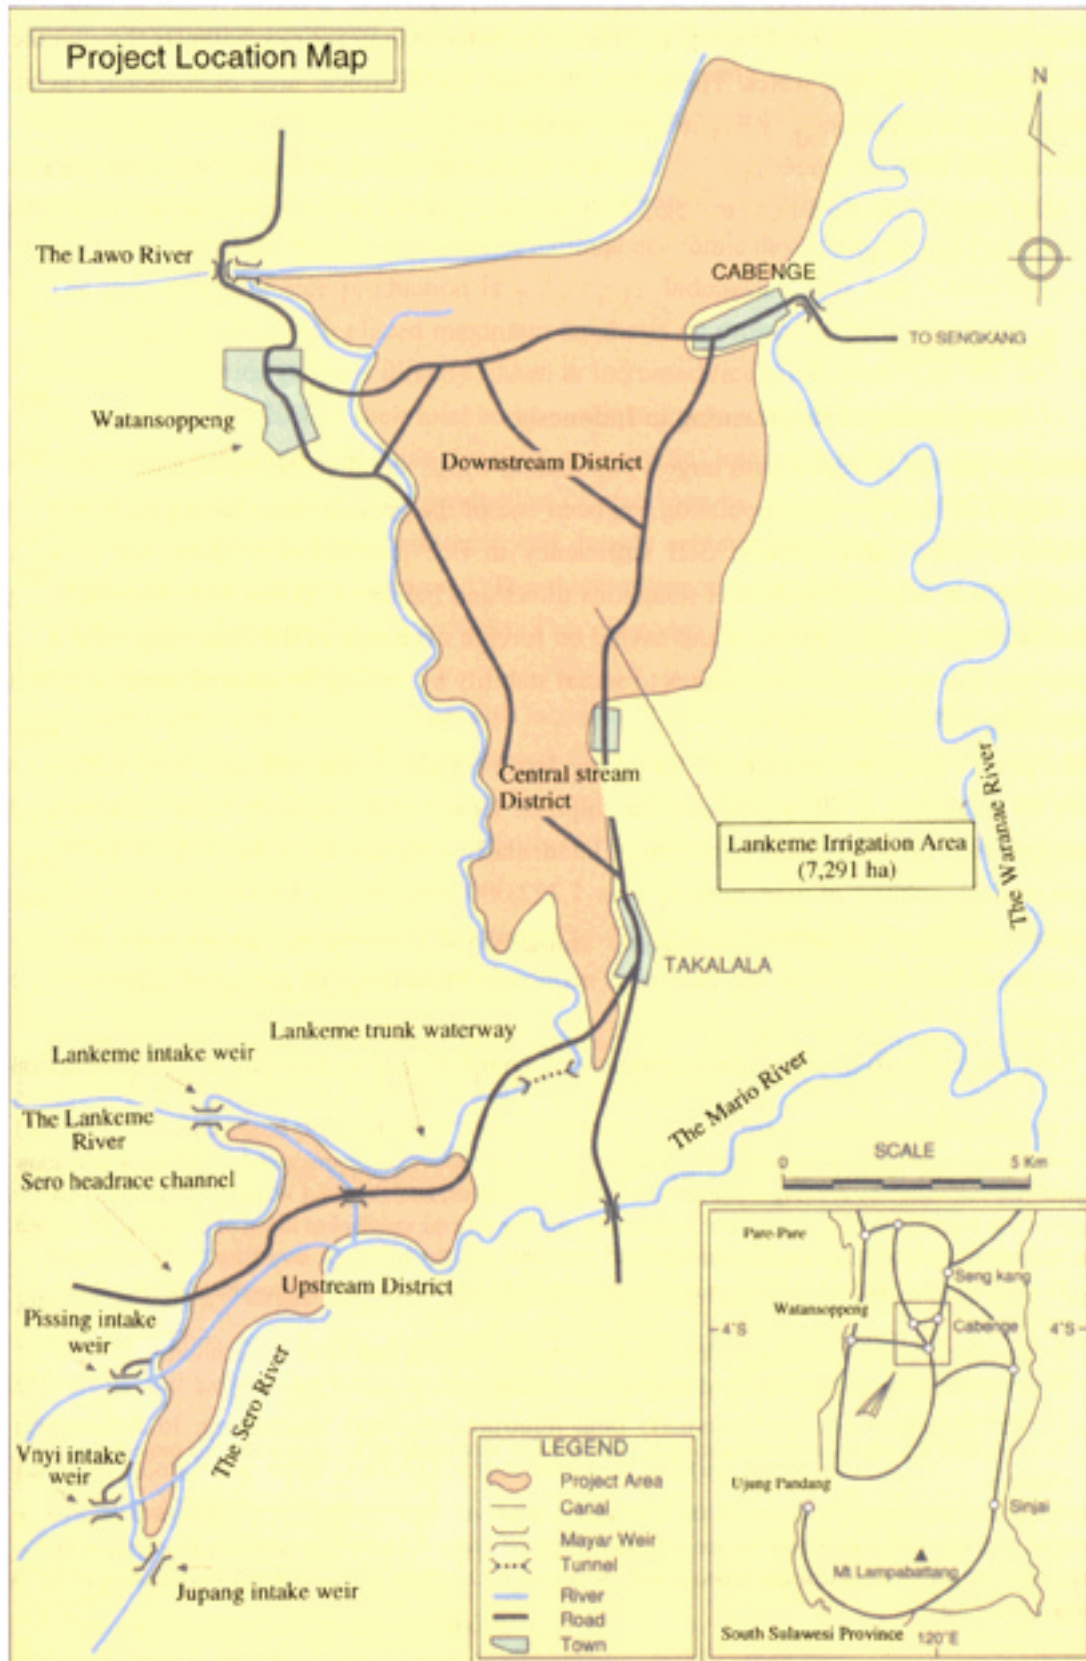 Project Location Map
N
The Lawo River
CABENGE
TO SENGKANG
Watansoppeng
Downstream District
Central stream
District
The Waranae River
Lankeme Irrigation Area
(7,291 ha)
TAKALALA
Lankeme trunk waterway
Lankeme intake weir
The Mario River
The Lankeme
River
SCALE
0
5 Km
Sero headrace channel
Upstream District
Pissing intake
weir
The Sero River
Vnyi intake
weir
Jupang intake weir
LEGEND
Project Area
Canal
Mayar Weir
Tunnel
River
Road
Town
Pare-Pare
Seng kang
Watansoppeng
Cabenge
4°S
4°S
Ujung Pandang
Sinjai
Mt Lampabattang
South Sulawesi Province
120°E